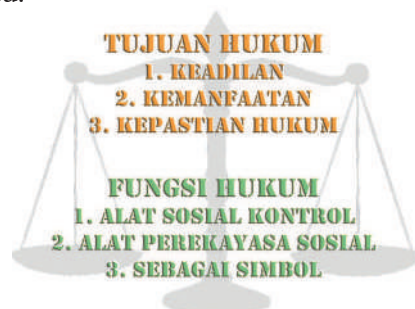 TUJUAN HUKUM
1. KEADILAN
2. KEMANFAATAN
3. KEPASTIAN HUKUM
FUNGSI HUKUM
1. ALAT SOSIAL KONTROL
2. ALAT PEREKAYASA SOSIAL
3. SEBAGAI SIMBOL